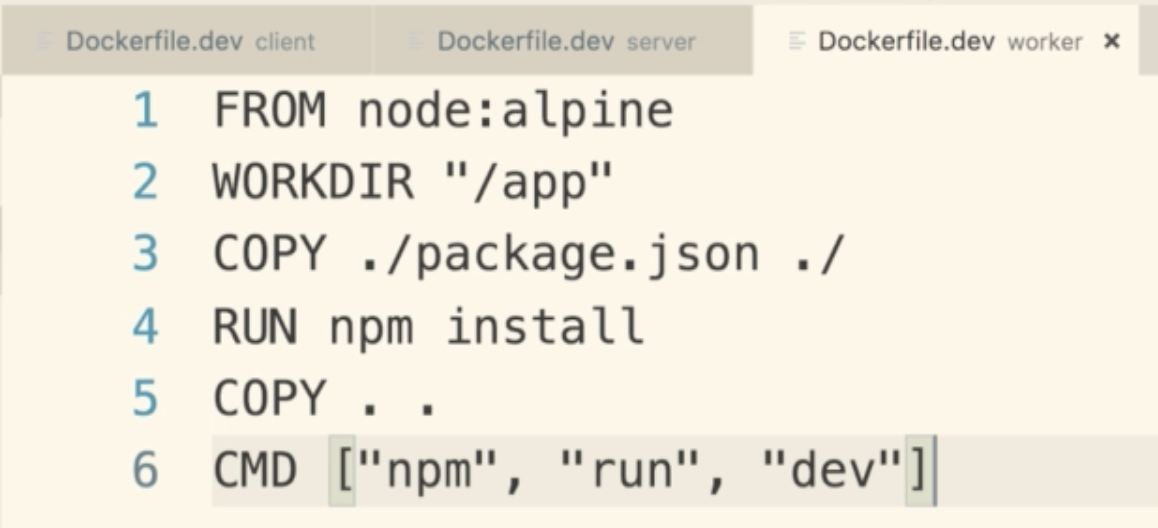 Dockerfile.dev client Dockerfile.dev server Dockerfile.dev worker ×
1 FROM node:alpine
2 WORKDIR "/app"
3 COPY ./package.json ./
4 RUN npm install
5 COPY . .
6 CMD ["npm", "run", "dev"]